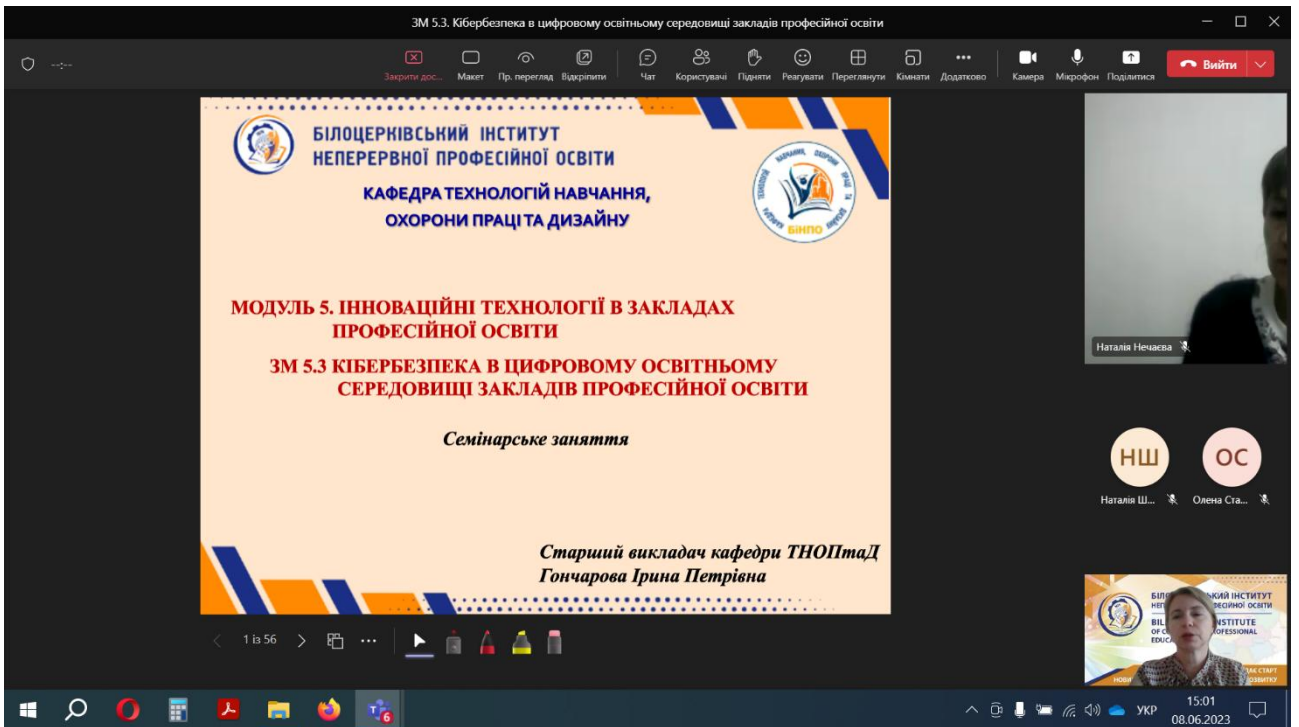 ЗМ 5.3. Кібербезпека в цифровому освітньому середовищі закладів професійної освіти
--:--
Закрити дос... Макет Пр. перегляд Відкріпити Чат Користувачі Підняти Реагувати Переглянути Кімнати Додатково Камера Мікрофон Поділитися Вийти
БІЛОЦЕРКІВСЬКИЙ ІНСТИТУТ
НЕПЕРЕРВНОЇ ПРОФЕСІЙНОЇ ОСВІТИ
КАФЕДРА ТЕХНОЛОГІЙ НАВЧАННЯ,
ОХОРОНИ ПРАЦІ ТА ДИЗАЙНУ
БІНПО
МОДУЛЬ 5. ІННОВАЦІЙНІ ТЕХНОЛОГІЇ В ЗАКЛАДАХ
ПРОФЕСІЙНОЇ ОСВІТИ
ЗМ 5.3 КІБЕРБЕЗПЕКА В ЦИФРОВОМУ ОСВІТНЬОМУ
СЕРЕДОВИЩІ ЗАКЛАДІВ ПРОФЕСІЙНОЇ ОСВІТИ
Семінарське заняття
Старший викладач кафедри ТНОПтаД
Гончарова Ірина Петрівна
Наталія Нечаєва
НШ ОС
Наталія Ш... Олена Ста...
1 із 56
УКР
15:01
08.06.2023